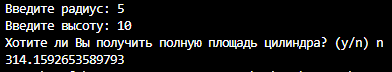 Введите радиус: 5
Введите высоту: 10
Хотите ли Вы получить полную площадь цилиндра? (y/n) n
314.1592653589793